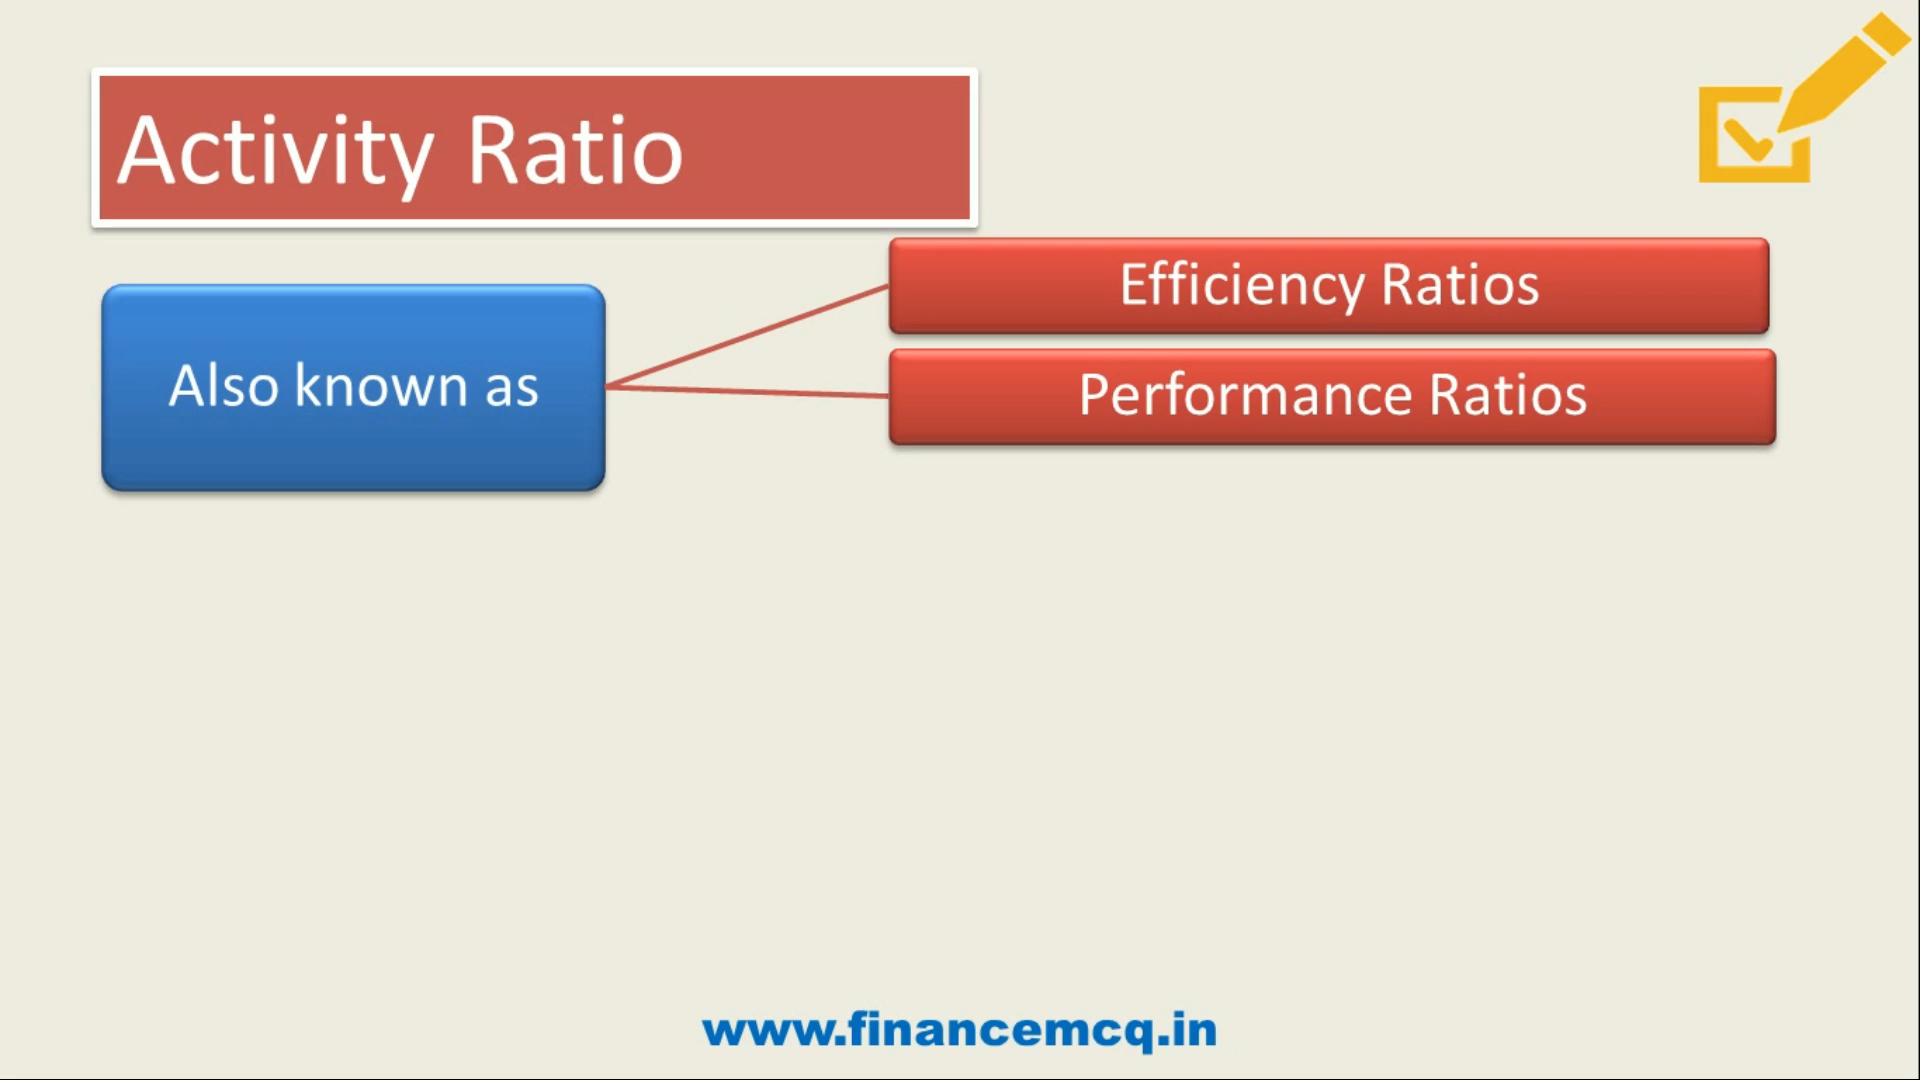 Activity Ratio
Also known as
Efficiency Ratios
Performance Ratios
www.financemcq.in